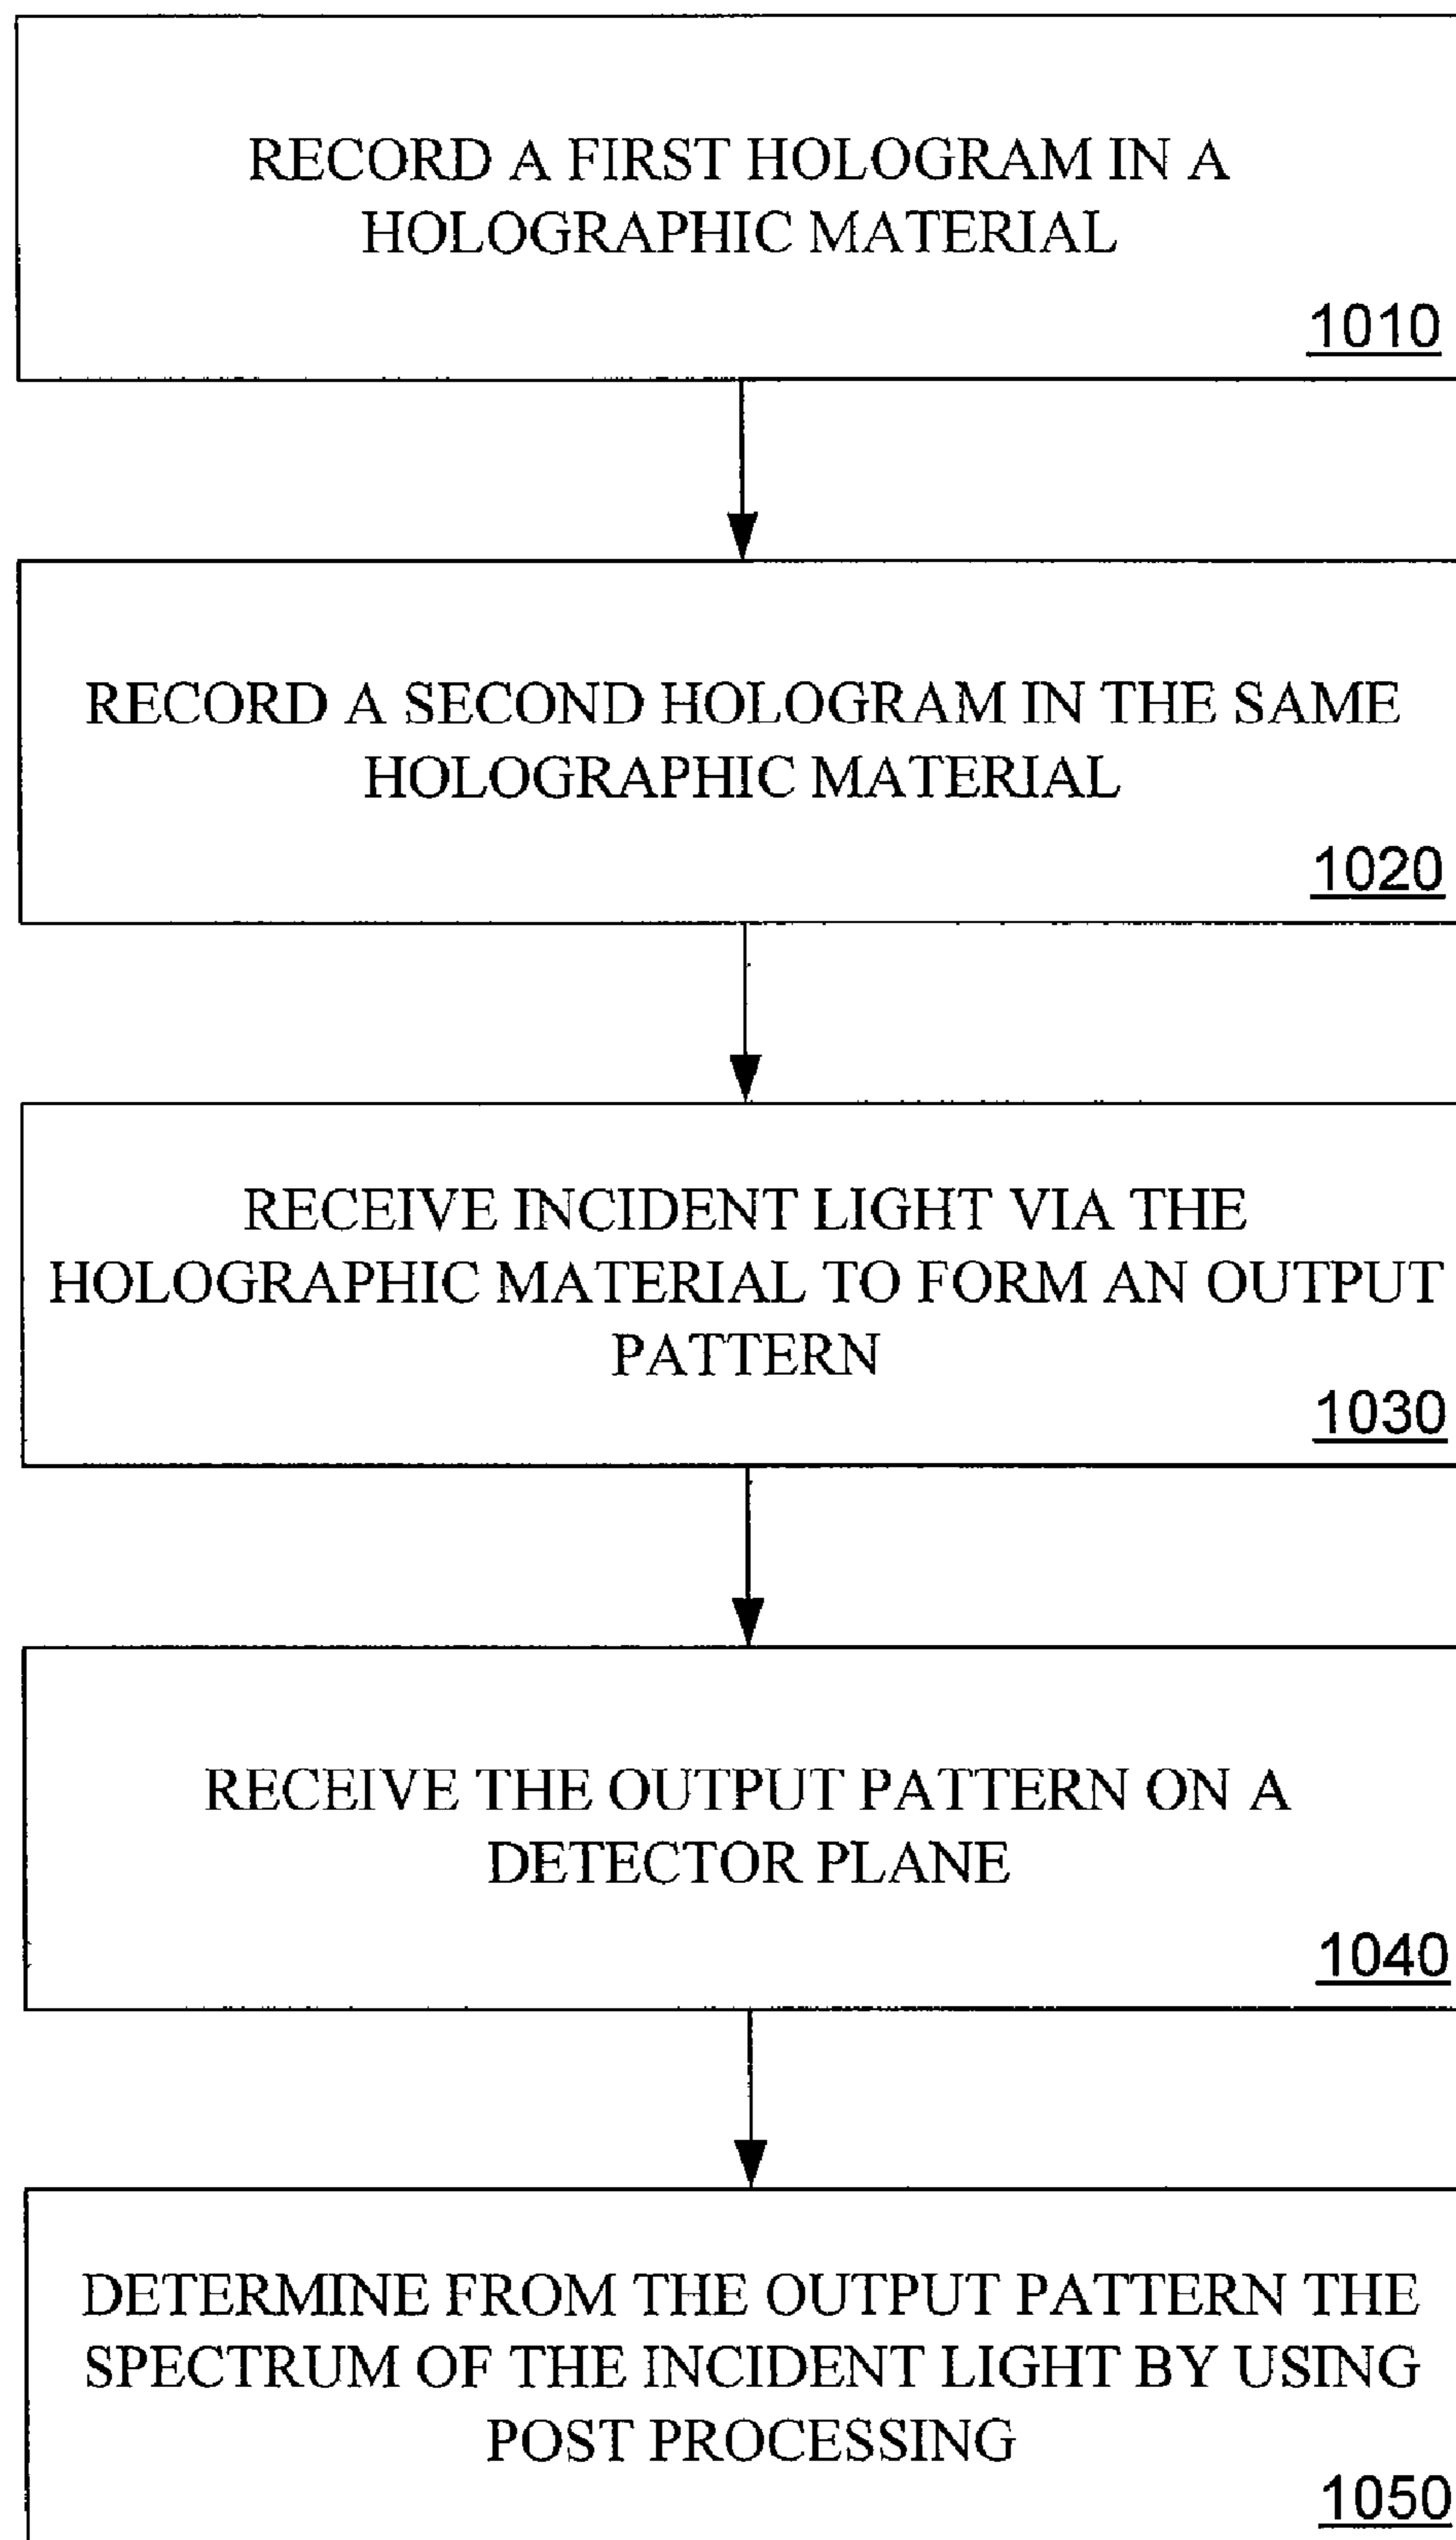 RECORD A FIRST HOLOGRAM IN A
HOLOGRAPHIC MATERIAL
1010
RECORD A SECOND HOLOGRAM IN THE SAME
HOLOGRAPHIC MATERIAL
1020
RECEIVE INCIDENT LIGHT VIA THE
HOLOGRAPHIC MATERIAL TO FORM AN OUTPUT
PATTERN
1030
RECEIVE THE OUTPUT PATTERN ON A
DETECTOR PLANE
1040
DETERMINE FROM THE OUTPUT PATTERN THE
SPECTRUM OF THE INCIDENT LIGHT BY USING
POST PROCESSING
1050